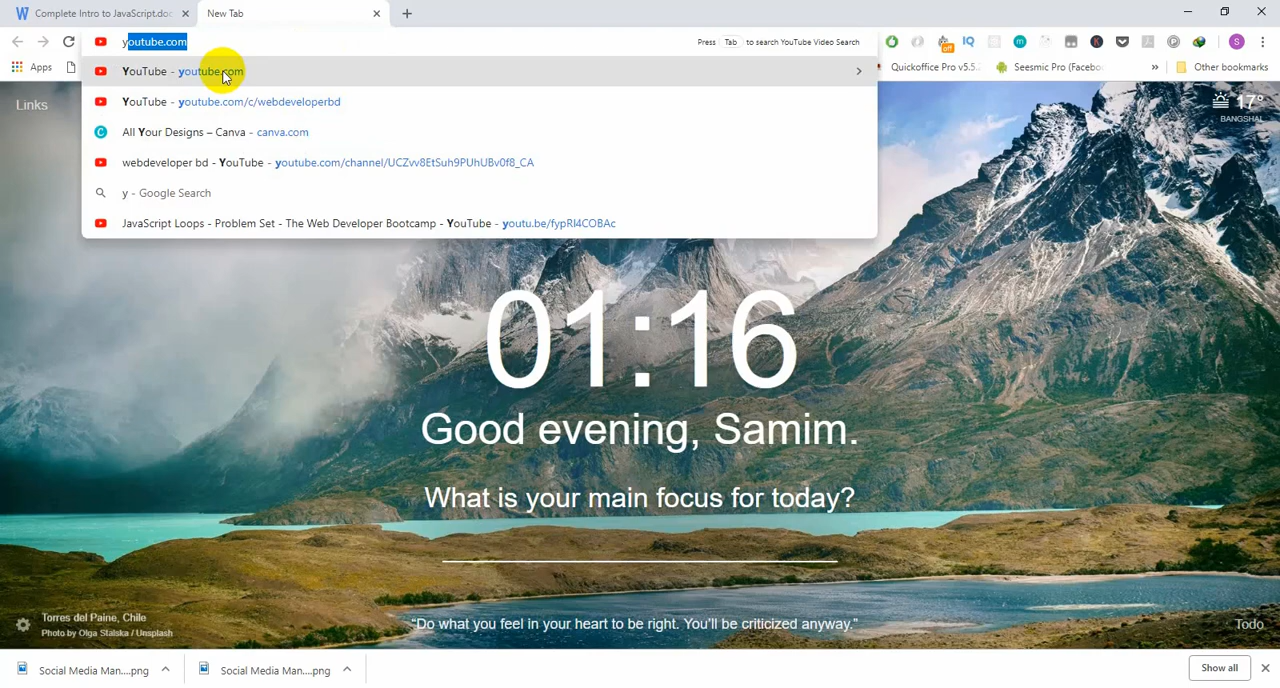 Complete Intro to JavaScript.doc
New Tab
youtube.com
Press Tab to search YouTube Video Search
Apps
Quickoffice Pro v5.5...
Seesmic Pro (Faceboo
»
Other bookmarks
YouTube - youtube.com
YouTube - youtube.com/c/webdeveloperbd
All Your Designs – Canva - canva.com
webdeveloper bd - YouTube - youtube.com/channel/UCZvv8EtSuh9PUhUBv0f8_CA
y - Google Search
JavaScript Loops - Problem Set - The Web Developer Bootcamp - YouTube - youtu.be/fypRl4COBAc
Links
17°
BANGSHAL
01:16
Good evening, Samim.
What is your main focus for today?
Torres del Paine, Chile
Photo by Olga Stalska / Unsplash
“Do what you feel in your heart to be right. You'll be criticized anyway.”
Todo
Social Media Man....png
Social Media Man....png
Show all